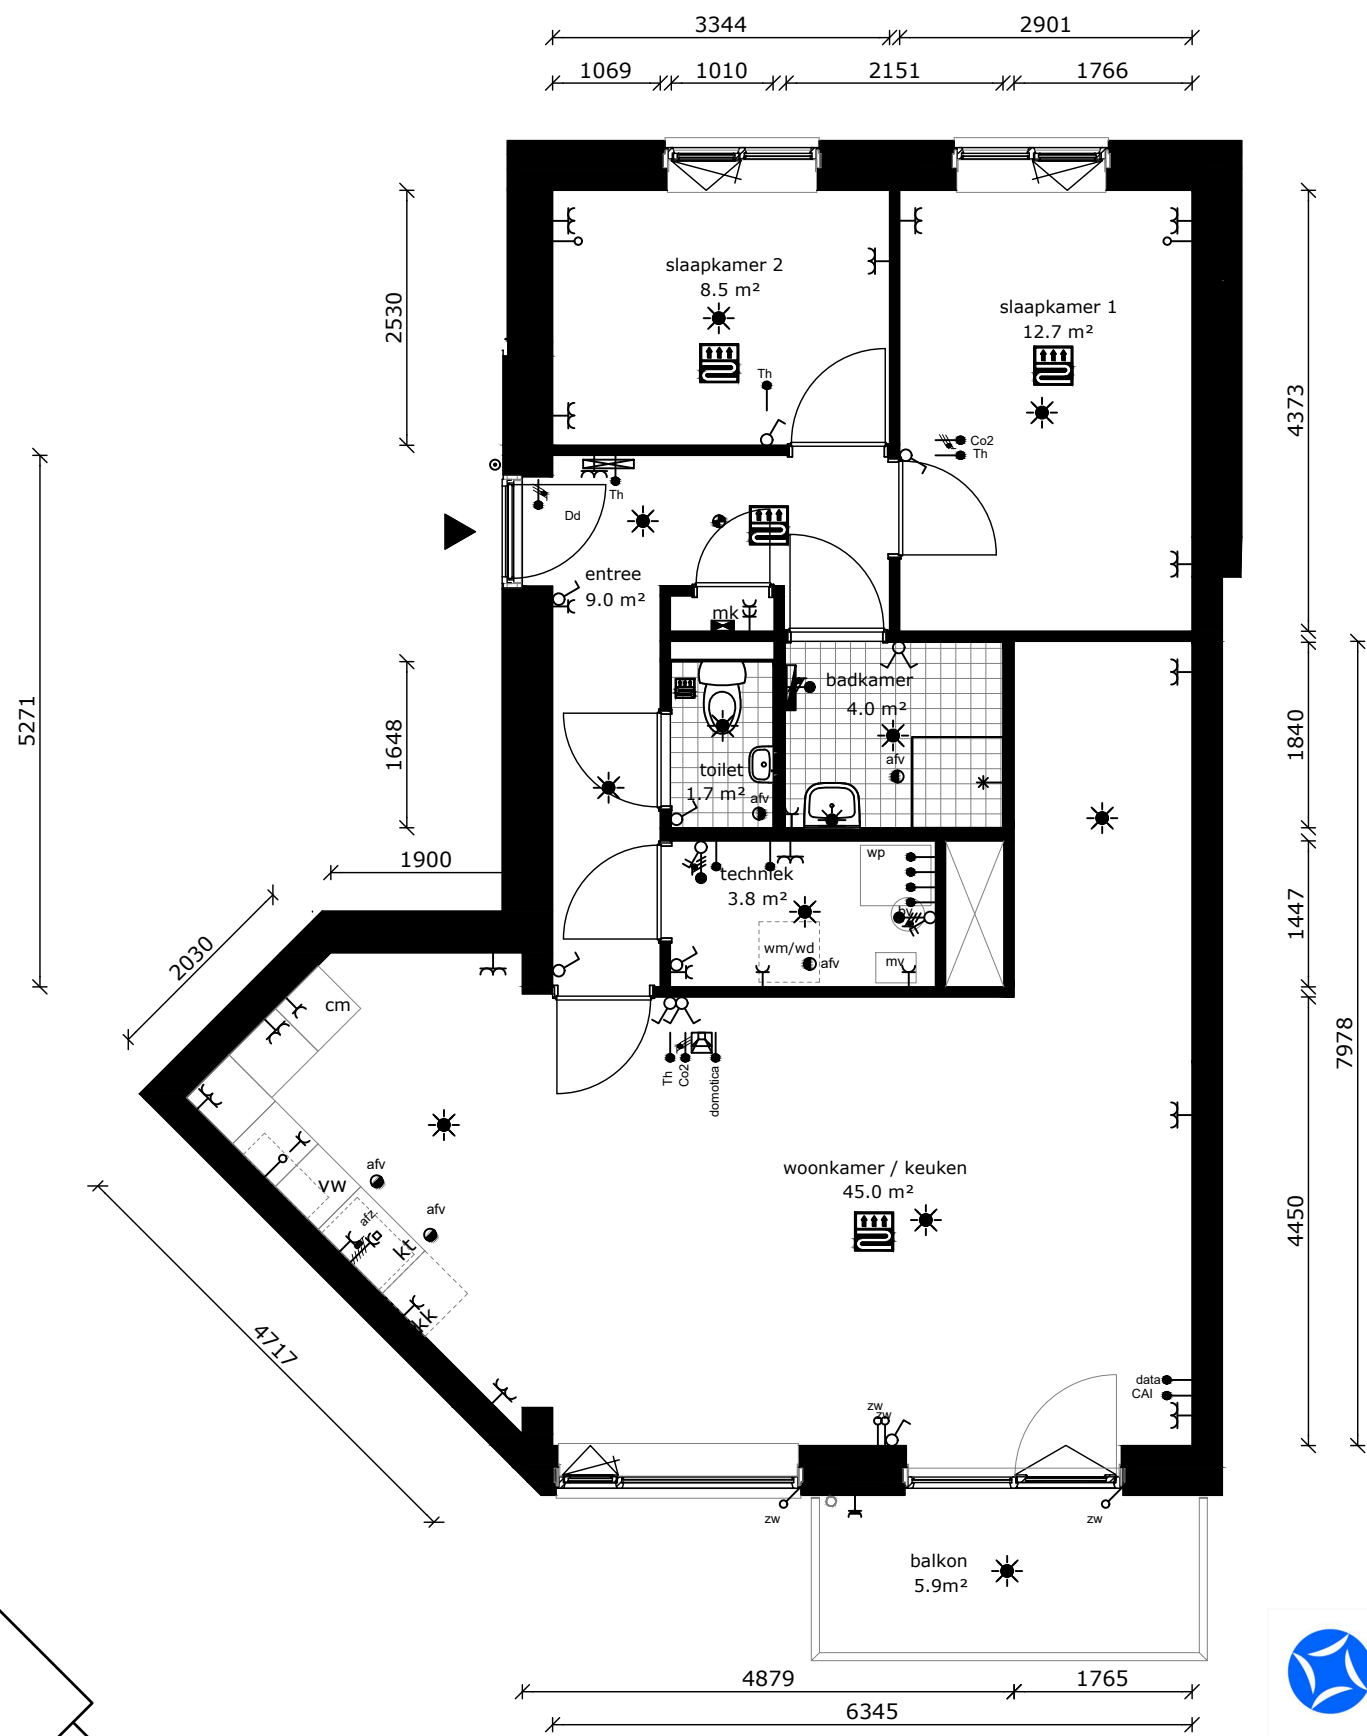 3344
2901
1069
1010
2151
1766
slaapkamer 2
8.5 m²
slaapkamer 1
12.7 m²
2530
4373
Th
Co2
Th
Th
Dd
entree
9.0 m²
mk
5271
1648
1840
badkamer
4.0 m²
afv
toilet
1.7 m²
afv
1900
techniek
3.8 m²
wp
bv
1447
2030
wm/wd
afv
mv
cm
Th
Co2
domotica
7978
afv
vw
woonkamer / keuken
45.0 m²
4450
afv
afz
kt
kk
4717
data
CAI
zw
zw
zw
zw
balkon
5.9m²
4879
1765
6345